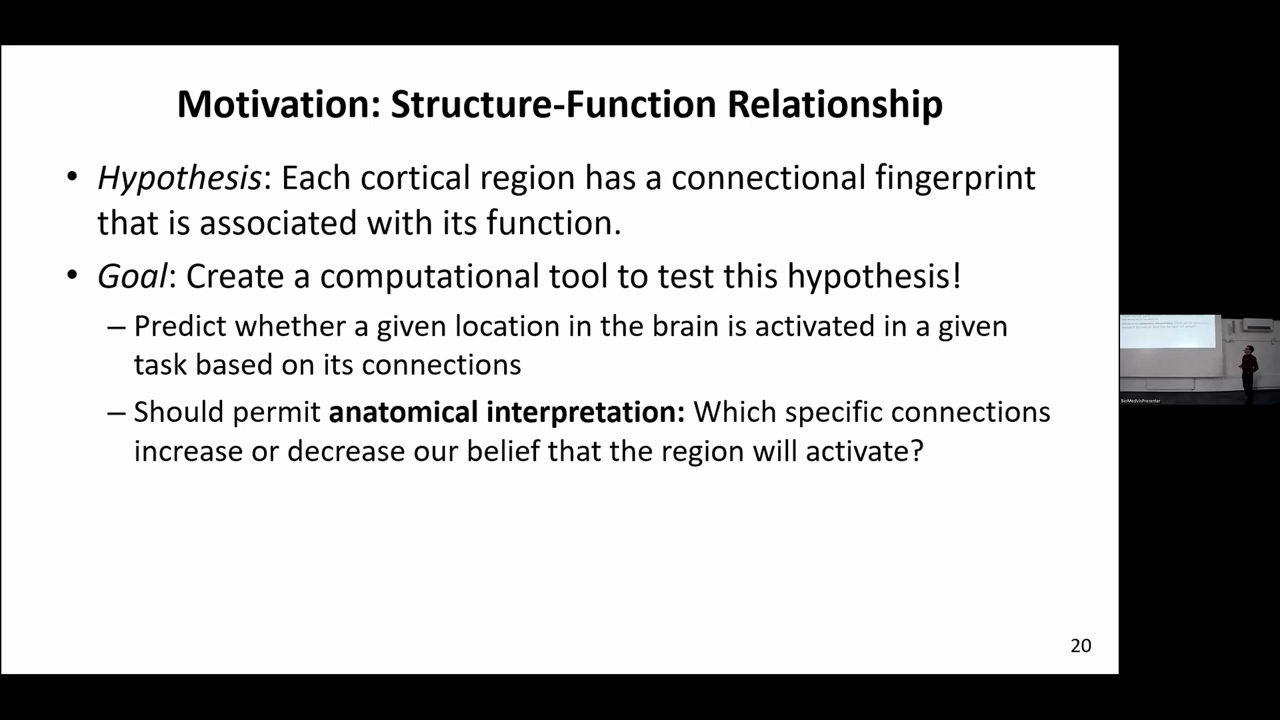 Motivation: Structure-Function Relationship
• Hypothesis: Each cortical region has a connectional fingerprint
that is associated with its function.
• Goal: Create a computational tool to test this hypothesis!
– Predict whether a given location in the brain is activated in a given
task based on its connections
– Should permit anatomical interpretation: Which specific connections
increase or decrease our belief that the region will activate?
20
BioMedVisPresenter